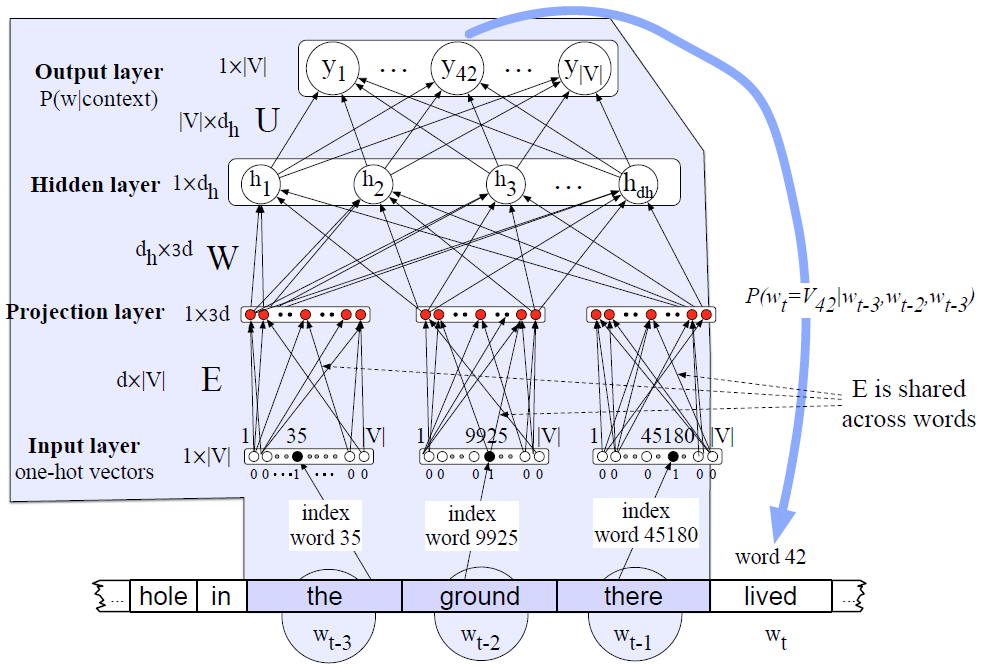 Output layer 1×|V| y1 ··· y42 ··· y|V|
P(w|context)
|V|×dh U
Hidden layer 1×dh h1 h2 h3 ··· hdh
dh×3d W
P(wt=V42|wt-3,wt-2,wt-3)
Projection layer 1×3d
d×|V| E
E is shared
across words
1 35 |V| 1 9925 |V| 1 45180 |V|
Input layer 1×|V|
one-hot vectors
0 0 1 0 0 0 0 0 1 0 0 0 0 0 1 0 0
index
word 35
index
word 9925
index
word 45180
word 42
... hole in the ground there lived ...
wt-3 wt-2 wt-1 wt